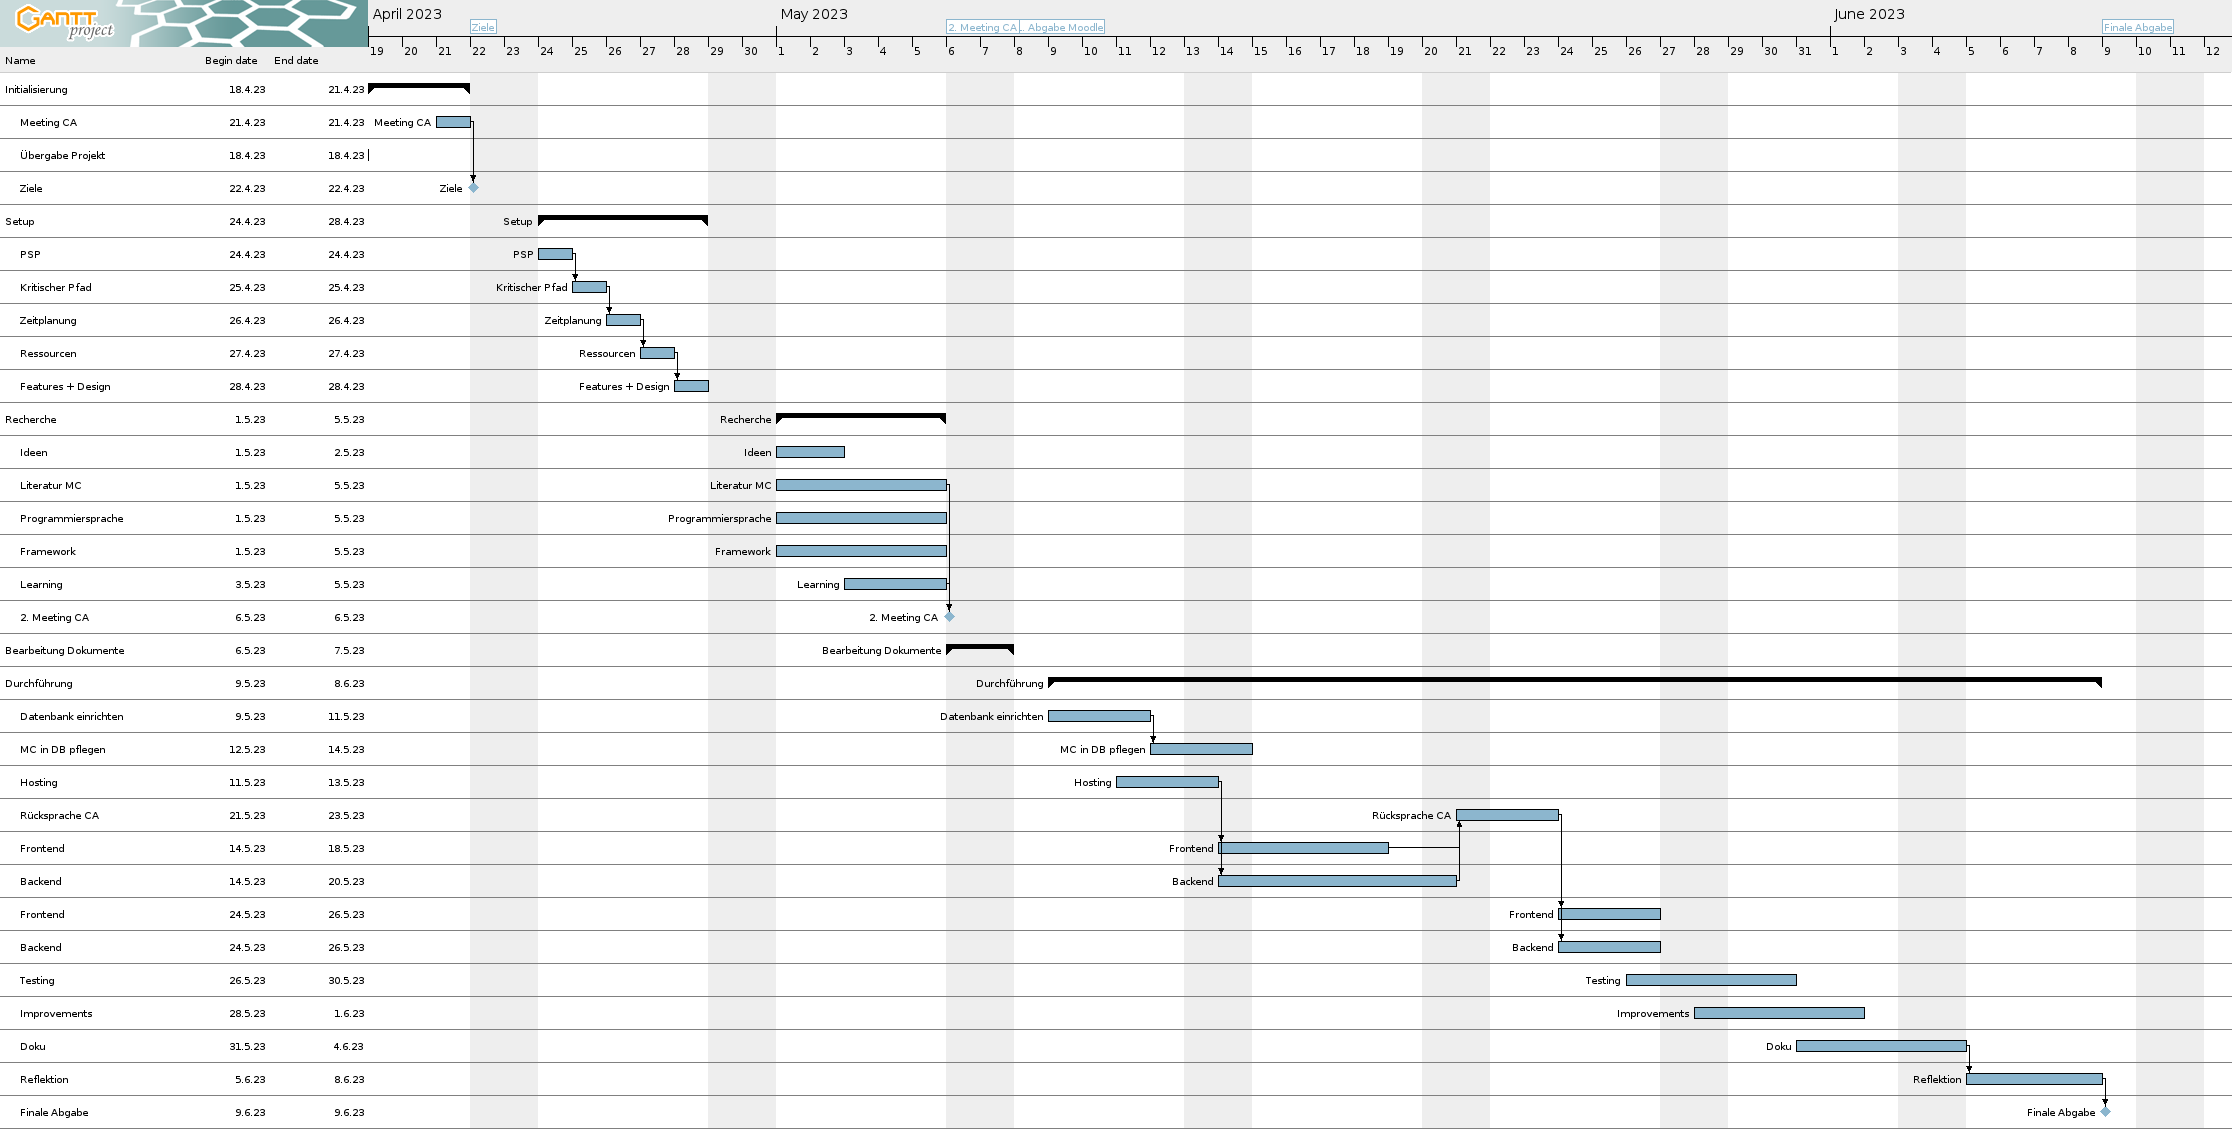 GANTT project
April 2023 May 2023 June 2023
Ziele 2. Meeting CA . Abgabe Moodle Finale Abgabe
19 20 21 22 23 24 25 26 27 28 29 30 1 2 3 4 5 6 7 8 9 10 11 12 13 14 15 16 17 18 19 20 21 22 23 24 25 26 27 28 29 30 31 1 2 3 4 5 6 7 8 9 10 11 12
Name Begin date End date
Initialisierung 18.4.23 21.4.23
Meeting CA 21.4.23 21.4.23 Meeting CA
Übergabe Projekt 18.4.23 18.4.23
Ziele 22.4.23 22.4.23 Ziele
Setup 24.4.23 28.4.23 Setup
PSP 24.4.23 24.4.23 PSP
Kritischer Pfad 25.4.23 25.4.23 Kritischer Pfad
Zeitplanung 26.4.23 26.4.23 Zeitplanung
Ressourcen 27.4.23 27.4.23 Ressourcen
Features + Design 28.4.23 28.4.23 Features + Design
Recherche 1.5.23 5.5.23 Recherche
Ideen 1.5.23 2.5.23 Ideen
Literatur MC 1.5.23 5.5.23 Literatur MC
Programmiersprache 1.5.23 5.5.23 Programmiersprache
Framework 1.5.23 5.5.23 Framework
Learning 3.5.23 5.5.23 Learning
2. Meeting CA 6.5.23 6.5.23 2. Meeting CA
Bearbeitung Dokumente 6.5.23 7.5.23 Bearbeitung Dokumente
Durchführung 9.5.23 8.6.23 Durchführung
Datenbank einrichten 9.5.23 11.5.23 Datenbank einrichten
MC in DB pflegen 12.5.23 14.5.23 MC in DB pflegen
Hosting 11.5.23 13.5.23 Hosting
Rücksprache CA 21.5.23 23.5.23 Rücksprache CA
Frontend 14.5.23 18.5.23 Frontend
Backend 14.5.23 20.5.23 Backend
Frontend 24.5.23 26.5.23 Frontend
Backend 24.5.23 26.5.23 Backend
Testing 26.5.23 30.5.23 Testing
Improvements 28.5.23 1.6.23 Improvements
Doku 31.5.23 4.6.23 Doku
Reflektion 5.6.23 8.6.23 Reflektion
Finale Abgabe 9.6.23 9.6.23 Finale Abgabe